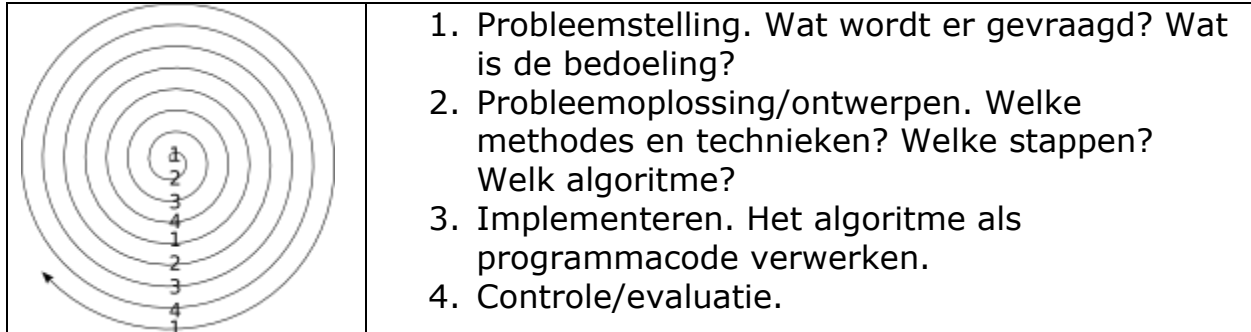 1
2
3
4
1
2
3
4
1
1. Probleemstelling. Wat wordt er gevraagd? Wat
is de bedoeling?
2. Probleemoplossing/ontwerpen. Welke
methodes en technieken? Welke stappen?
Welk algoritme?
3. Implementeren. Het algoritme als
programmacode verwerken.
4. Controle/evaluatie.